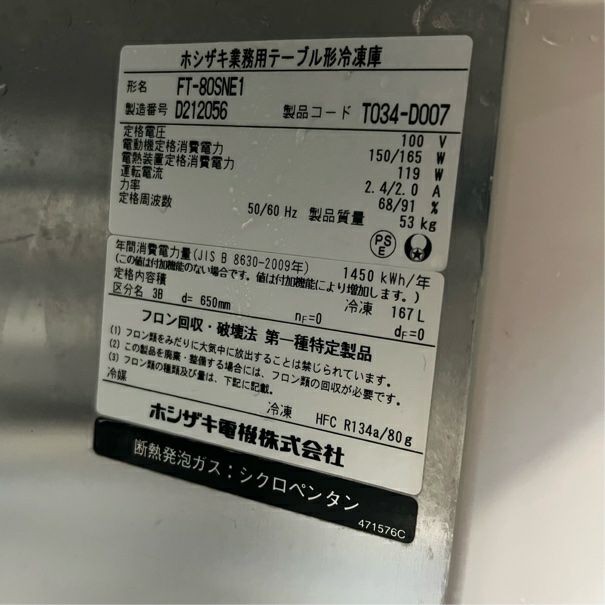 ホシザキ業務用テーブル形冷凍庫
形名 FT-80SNE1
製造番号 D212056 製品コード T034-D007
定格電圧 100 V
電動機定格消費電力 150/165 W
電熱装置定格消費電力 119 W
運転電流 2.4/2.0 A
力率 68/91 %
定格周波数 50/60 Hz 製品質量 53 kg
PS
E
年間消費電力量(JIS B 8630-2009年) 1450 kWh/年
(この値は付加機能のない場合です。値は付加機能により増加します。)
定格内容積 冷凍 167 L
区分名 3B d= 650mm nF=0 dF=0
フロン回収・破壊法 第一種特定製品
(1) フロン類をみだりに大気中に放出することは禁じられています。
(2) この製品を廃棄・整備する場合には、フロン類の回収が必要です。
(3) フロン類の種類及び量は、下記に記載。
冷媒 冷凍 HFC R134a/80g
ホシザキ電機株式会社
断熱発泡ガス:シクロペンタン
471576C